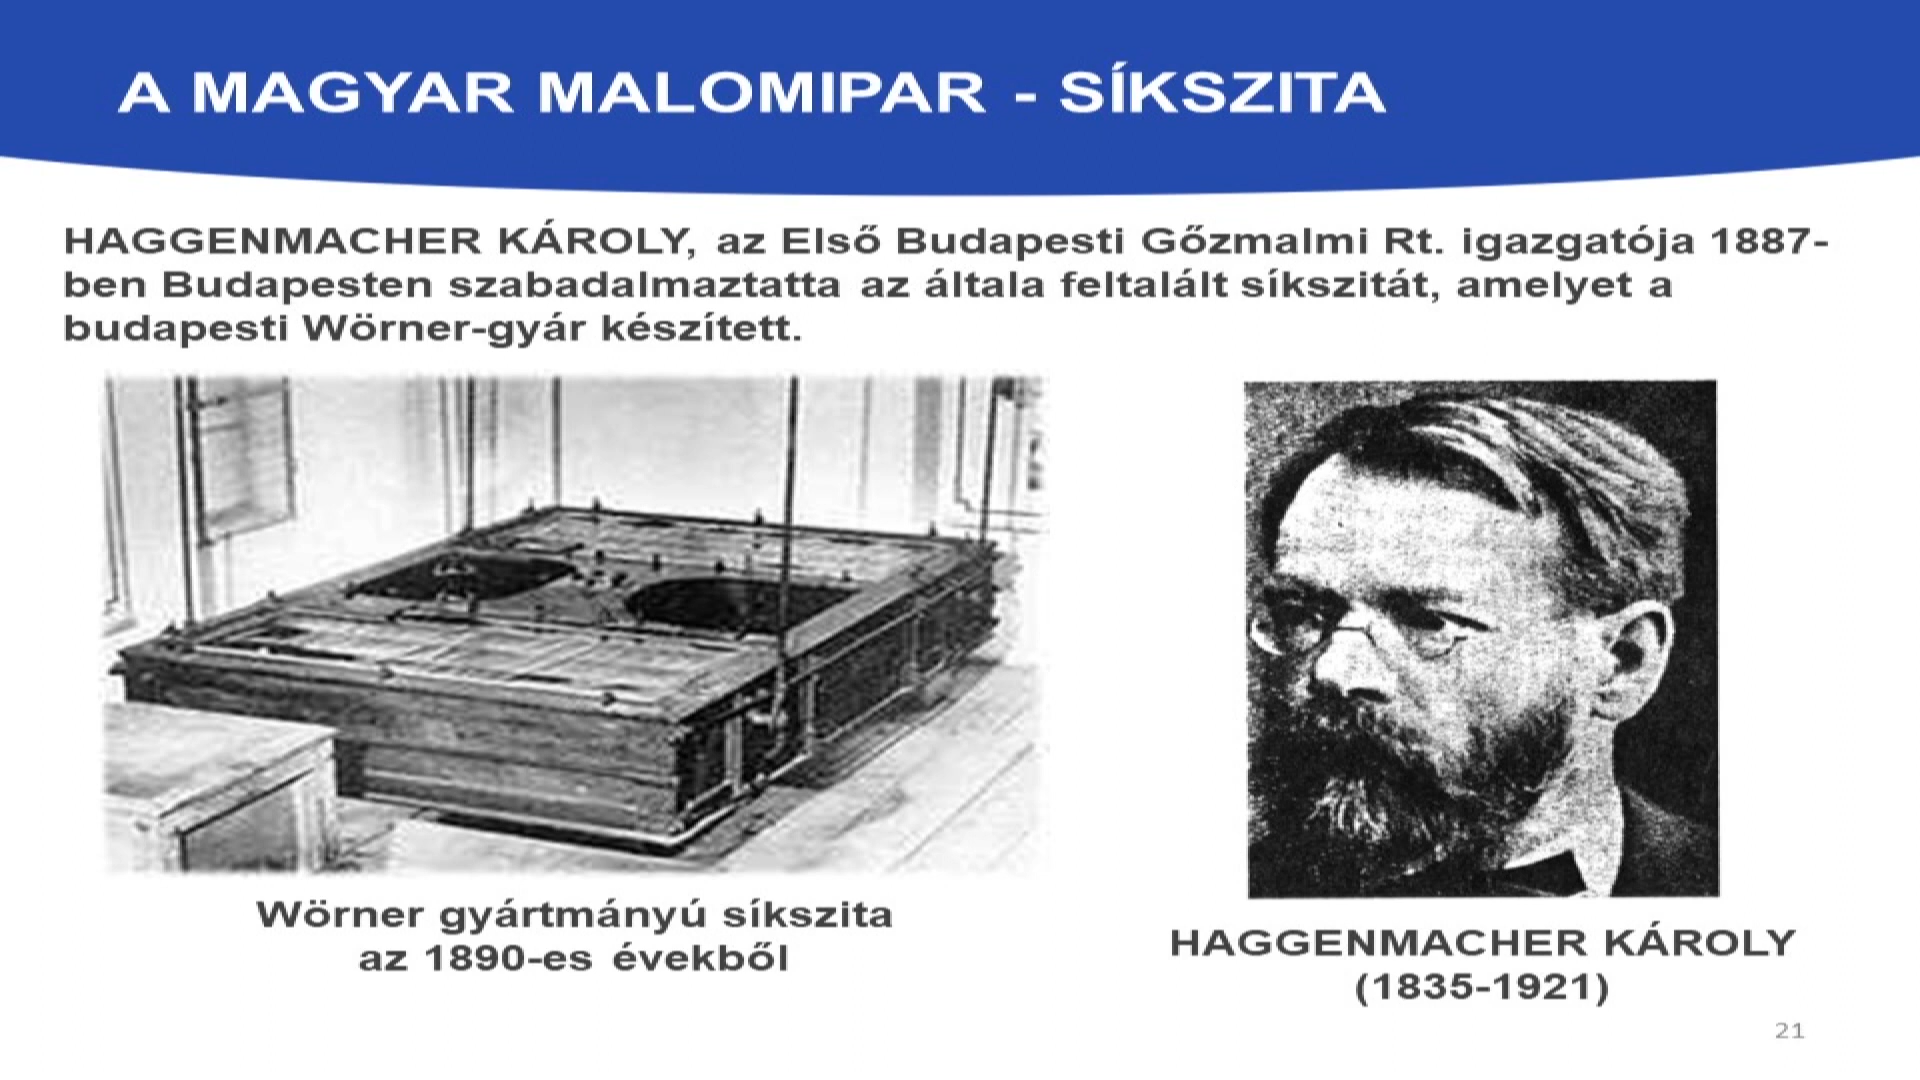 A MAGYAR MALOMIPAR - SÍKSZITA
HAGGENMACHER KÁROLY, az Első Budapesti Gőzmalmi Rt. igazgatója 1887-
ben Budapesten szabadalmaztatta az általa feltalált síkszitát, amelyet a
budapesti Wörner-gyár készített.
Wörner gyártmányú síkszita
az 1890-es évekből
HAGGENMACHER KÁROLY
(1835-1921)
21